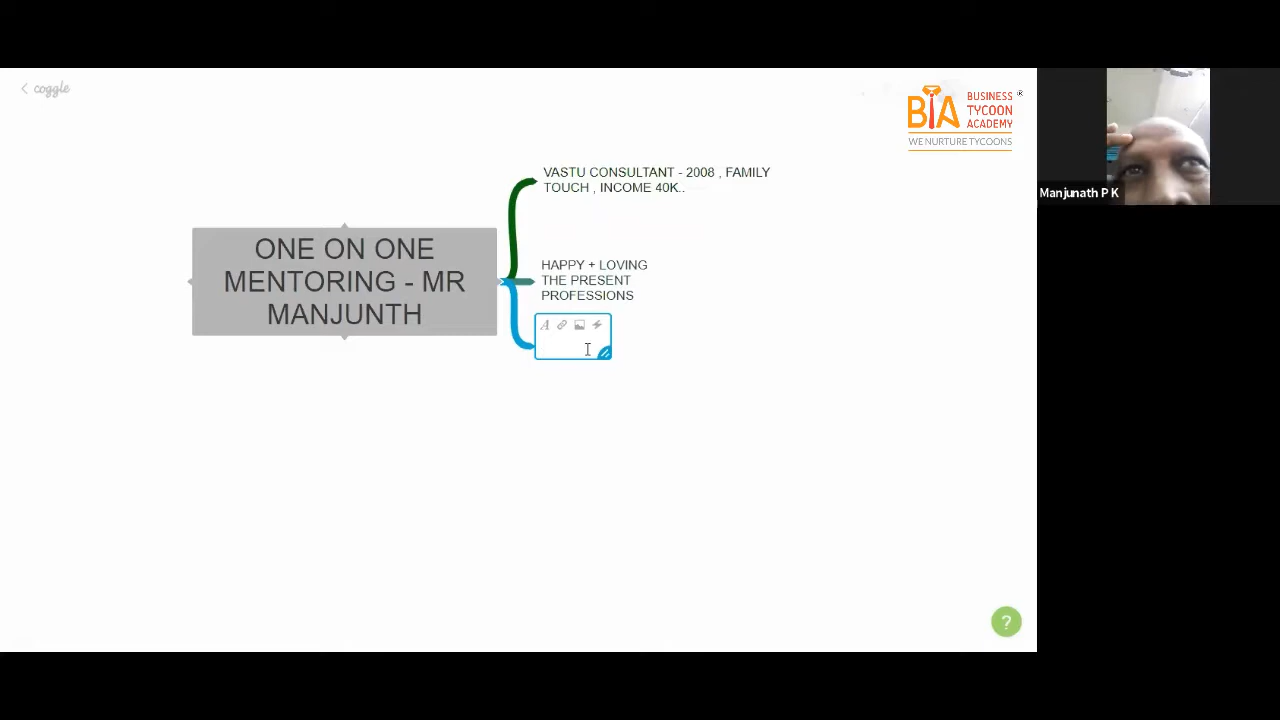 coggle
BIA
BUSINESS
TYCOON
ACADEMY
®
WE NURTURE TYCOONS
VASTU CONSULTANT - 2008 , FAMILY
TOUCH , INCOME 40K..
ONE ON ONE
MENTORING - MR
MANJUNTH
HAPPY + LOVING
THE PRESENT
PROFESSIONS
A
Manjunath P K
?